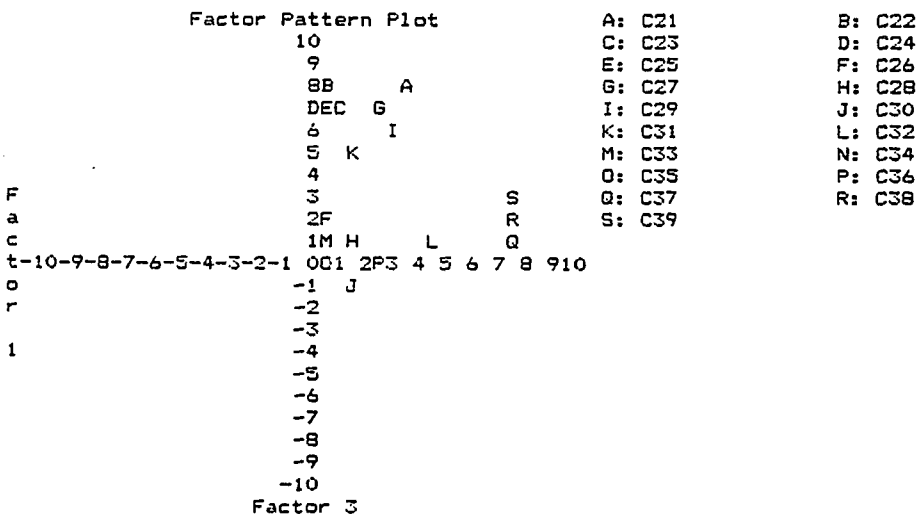 Factor Pattern Plot A: C21 B: C22
10 C: C23 D: C24
9 E: C25 F: C26
8B A G: C27 H: C28
DEC G I: C29 J: C30
6 I K: C31 L: C32
5 K M: C33 N: C34
4 O: C35 P: C36
F 3 S Q: C37 R: C38
a 2F R S: C39
c 1M H L Q
t-10-9-8-7-6-5-4-3-2-1 0O1 2P3 4 5 6 7 8 910
o -1 J
r -2
-3
1 -4
-5
-6
-7
-8
-9
-10
Factor 3